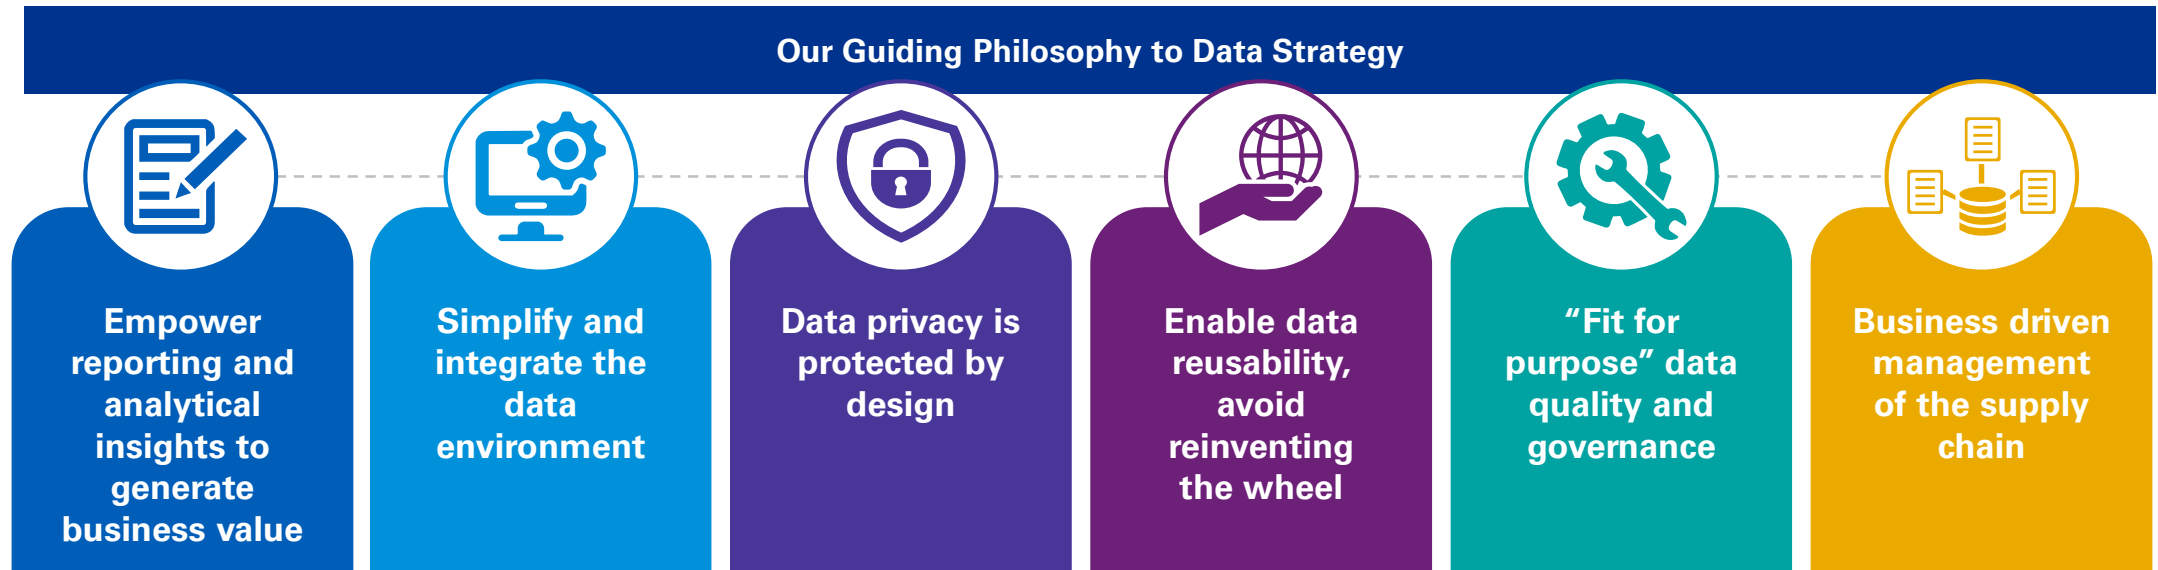 Our Guiding Philosophy to Data Strategy
Empower
reporting and
analytical
insights to
generate
business value
Simplify and
integrate the
data
environment
Data privacy is
protected by
design
Enable data
reusability,
avoid
reinventing
the wheel
“Fit for
purpose” data
quality and
governance
Business driven
management
of the supply
chain